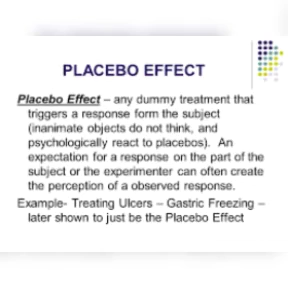 PLACEBO EFFECT
Placebo Effect – any dummy treatment that
triggers a response form the subject
(inanimate objects do not think, and
psychologically react to placebos). An
expectation for a response on the part of the
subject or the experimenter can often create
the perception of a observed response.
Example- Treating Ulcers – Gastric Freezing –
later shown to just be the Placebo Effect